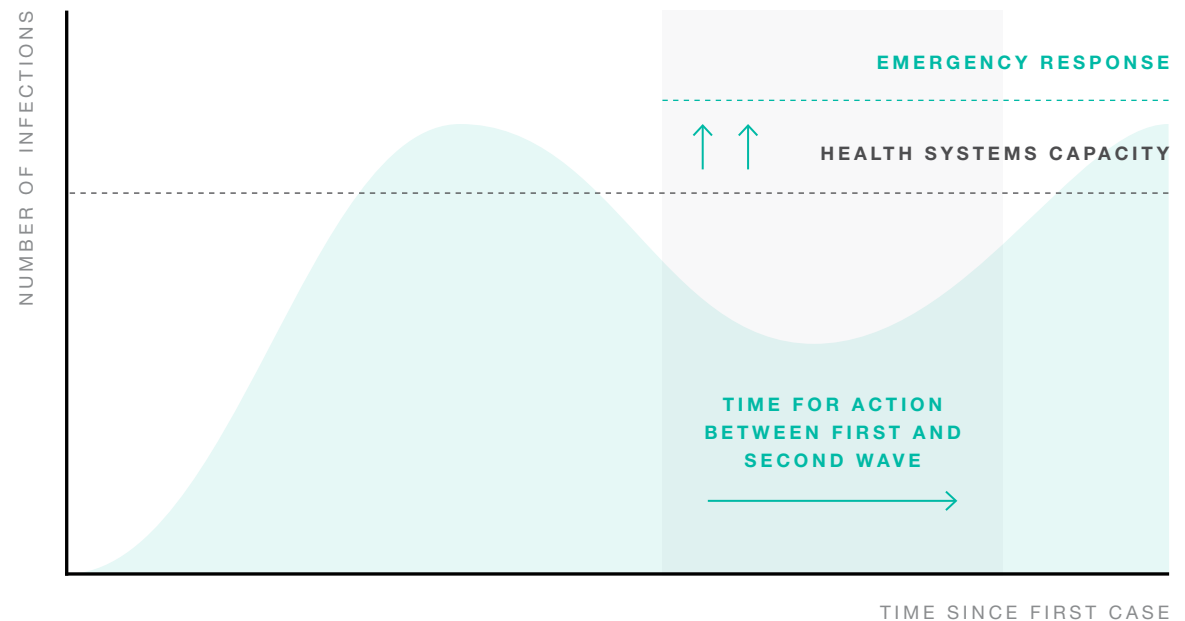 NUMBER OF INFECTIONS
EMERGENCY RESPONSE
HEALTH SYSTEMS CAPACITY
TIME FOR ACTION
BETWEEN FIRST AND
SECOND WAVE
TIME SINCE FIRST CASE